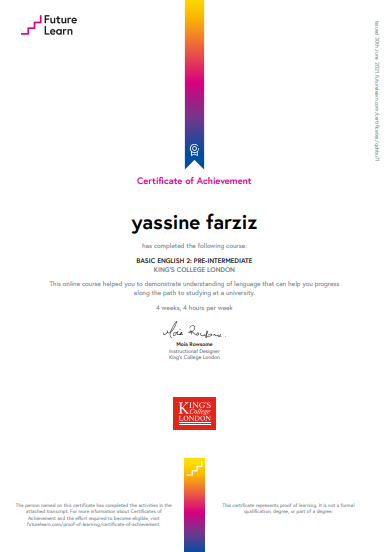 Future
Learn
Certificate of Achievement
yassine farziz
has completed the following course:
BASIC ENGLISH 2: PRE-INTERMEDIATE
KING'S COLLEGE LONDON
This online course helped you to demonstrate understanding of language that can help you progress
along the path to studying at a university.
4 weeks, 4 hours per week
Moia Rowsome
Moia Rowsome
Instructional Designer
King's College London
KING'S
College
LONDON
The person named on this certificate has completed the activities in the
attached transcript. For more information about Certificates of
Achievement and the effort required to become eligible, visit
futurelearn.com/proof-of-learning/certificate-of-achievement.
This certificate represents proof of learning. It is not a formal
qualification, degree, or part of a degree.
Issued 30th June 2021. futurelearn.com/certificates/